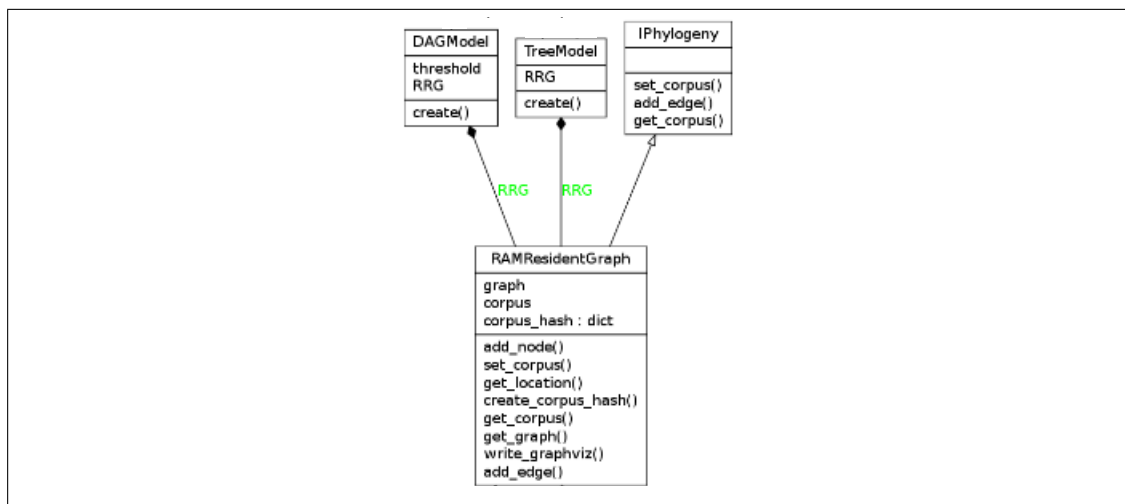 DAGModel
threshold
RRG
create()
TreeModel
RRG
create()
IPhylogeny
set_corpus()
add_edge()
get_corpus()
RRG
RRG
RAMResidentGraph
graph
corpus
corpus_hash : dict
add_node()
set_corpus()
get_location()
create_corpus_hash()
get_corpus()
get_graph()
write_graphviz()
add_edge()